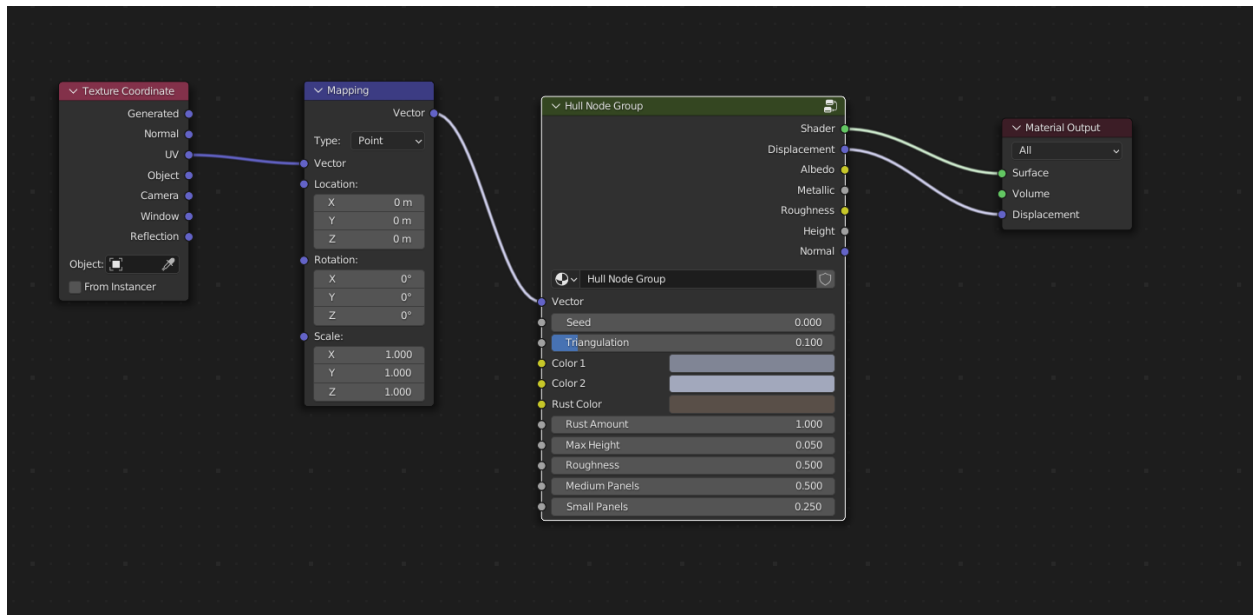 Texture Coordinate
Generated
Normal
UV
Object
Camera
Window
Reflection
Object:
From Instancer
Mapping
Vector
Type: Point
Vector
Location:
X 0 m
Y 0 m
Z 0 m
Rotation:
X 0°
Y 0°
Z 0°
Scale:
X 1.000
Y 1.000
Z 1.000
Hull Node Group
Shader
Displacement
Albedo
Metallic
Roughness
Height
Normal
Hull Node Group
Vector
Seed 0.000
Triangulation 0.100
Color 1
Color 2
Rust Color
Rust Amount 1.000
Max Height 0.050
Roughness 0.500
Medium Panels 0.500
Small Panels 0.250
Material Output
All
Surface
Volume
Displacement